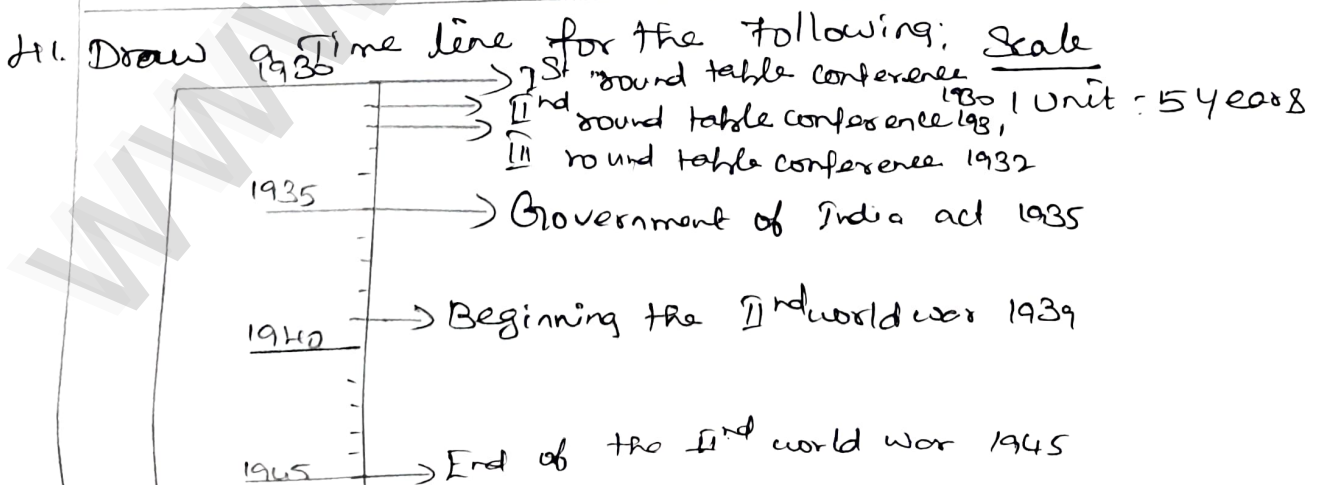 41. Draw a Time line for the following: Scale
1930
Ist round table conference 1930 1 Unit : 5 years
IInd round table conference 1931
III round table conference 1932
1935
Government of India act 1935
Beginning the IInd world war 1939
1940
End of the IInd world war 1945
1945
WWW